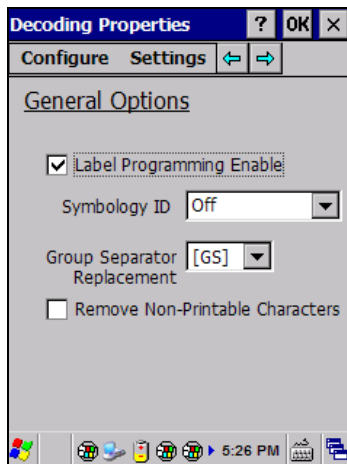 Decoding Properties ? OK ×
Configure Settings
General Options
Label Programming Enable
Symbology ID Off
Group Separator [GS]
Replacement
Remove Non-Printable Characters
5:26 PM